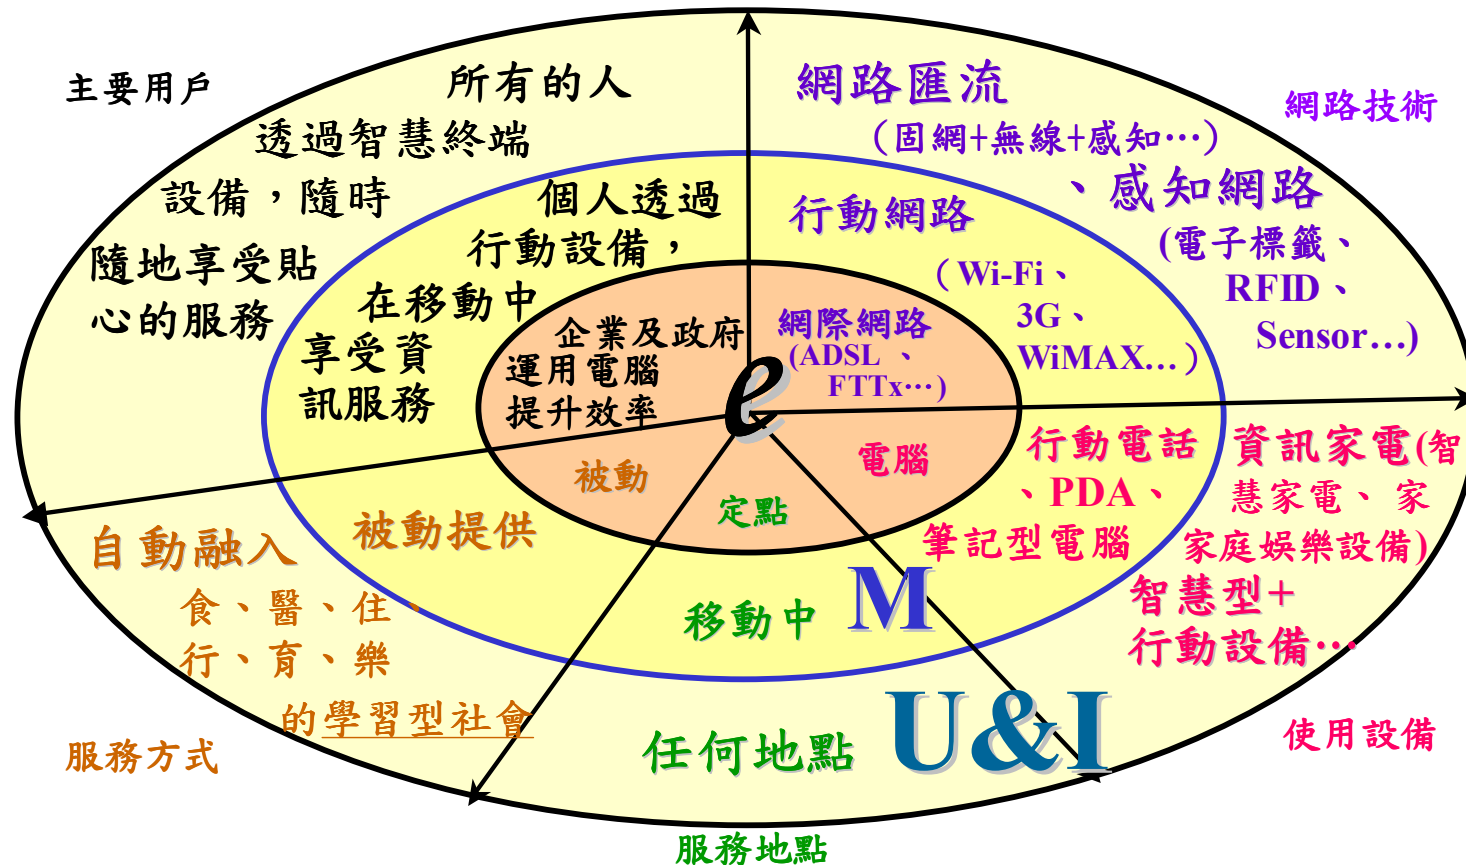 主要用戶
所有的人
透過智慧終端
設備，隨時
隨地享受貼
心的服務
個人透過
行動設備，
在移動中
享受資
訊服務
企業及政府
運用電腦
提升效率
e
網際網路
(ADSL 、
FTTx…)
行動網路
（Wi-Fi、
3G、
WiMAX…）
網路匯流
（固網+無線+感知…）
、感知網路
(電子標籤、
RFID、
Sensor…)
網路技術
電腦
行動電話
、PDA、
筆記型電腦
資訊家電(智
慧家電、 家
家庭娛樂設備)
智慧型+
行動設備…
使用設備
定點
移動中
M
任何地點
U&I
服務地點
被動
被動提供
自動融入
食、醫、住、
行、育、樂
的學習型社會
服務方式